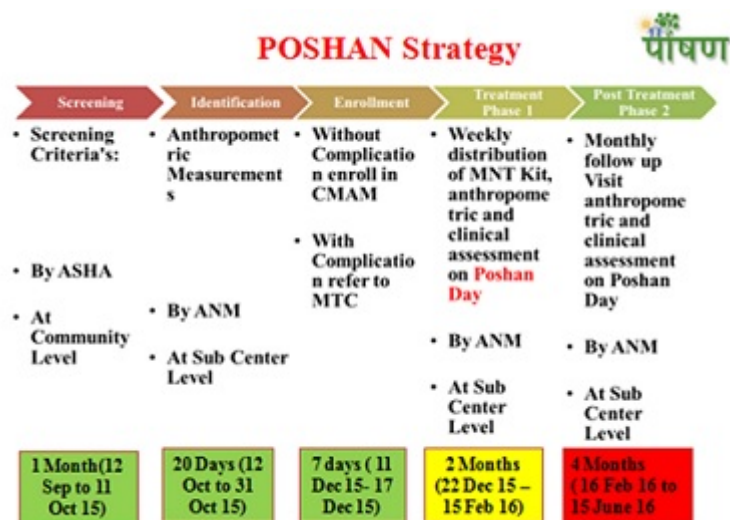 POSHAN Strategy
पोषण
Screening
Identification
Enrollment
Treatment
Phase 1
Post Treatment
Phase 2
• Screening
Criteria's:
• By ASHA
• At
Community
Level
• Anthropomet
ric
Measurement
s
• By ANM
• At Sub Center
Level
• Without
Complicatio
n enroll in
CMAM
• With
Complicatio
n refer to
MTC
• Weekly
distribution
of MNT Kit,
anthropome
tric and
clinical
assessment
on Poshan
Day
• By ANM
• At Sub
Center
Level
• Monthly
follow up
Visit
anthropome
tric and
clinical
assessment
on Poshan
Day
• By ANM
• At Sub
Center
Level
1 Month(12
Sep to 11
Oct 15)
20 Days (12
Oct to 31
Oct 15)
7 days ( 11
Dec 15- 17
Dec 15)
2 Months
(22 Dec 15 –
15 Feb 16)
4 Months
(16 Feb 16 to
15 June 16